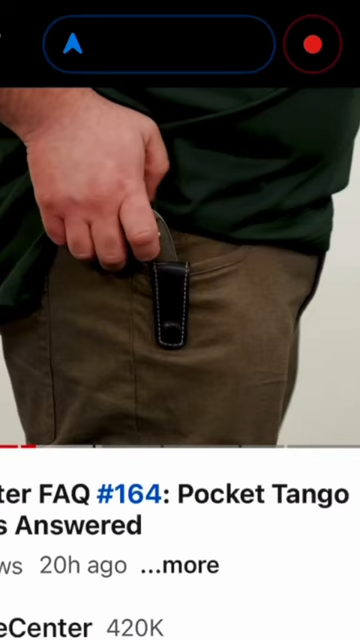 ter FAQ #164: Pocket Tango
s Answered
ws 20h ago ...more
eCenter 420K